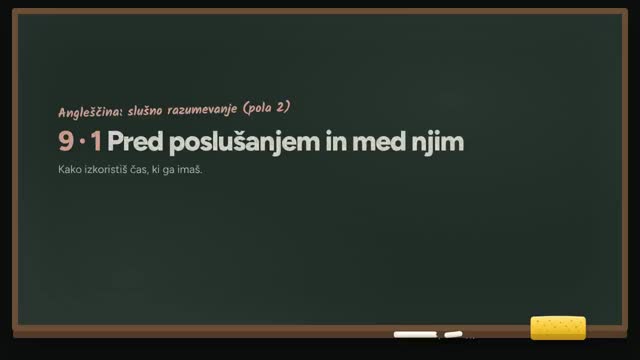 Angleščina: slušno razumevanje (pola 2)
9·1 Pred poslušanjem in med njim
Kako izkoristiš čas, ki ga imaš.